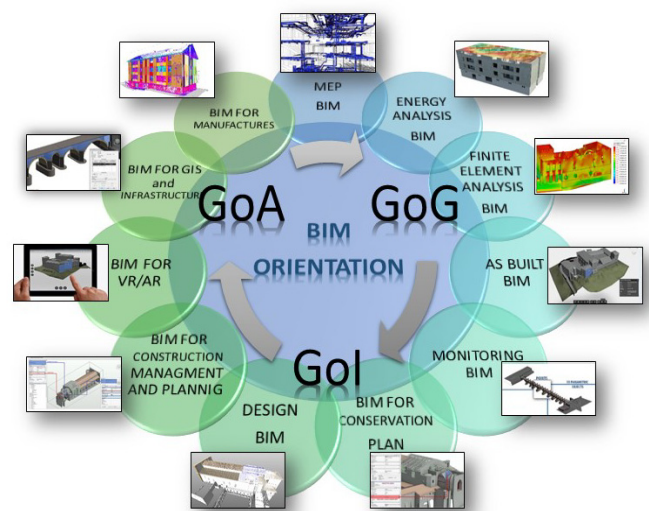 MEP
BIM
ENERGY
ANALYSIS
BIM
FINITE
ELEMENT
ANALYSIS
BIM
AS BUILT
BIM
MONITORING
BIM
BIM FOR
CONSERVATION
PLAN
DESIGN
BIM
BIM FOR
CONSTRUCTION
MANAGMENT
AND PLANNIG
BIM FOR
VR/AR
BIM FOR GIS
and
INFRASTRUCTUR
BIM FOR
MANUFACTURES
GoA
GoG
BIM
ORIENTATION
GoI